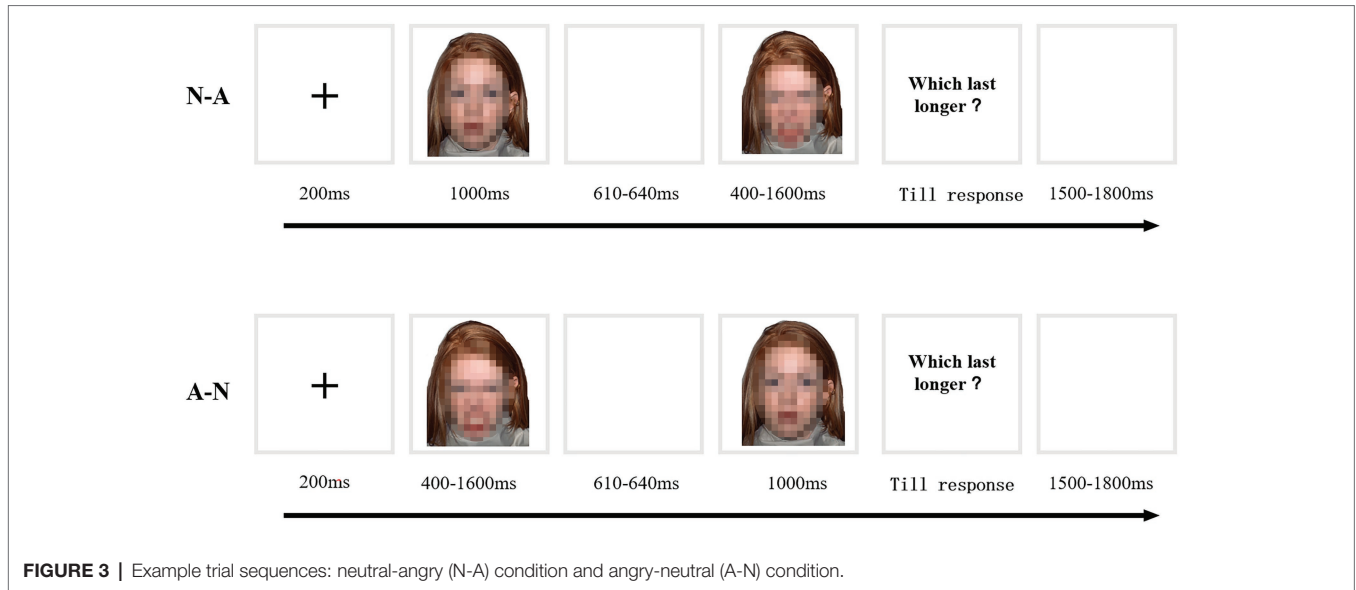 N-A
+
Which last
longer ?
200ms
1000ms
610-640ms
400-1600ms
Till response
1500-1800ms
A-N
+
Which last
longer ?
200ms
400-1600ms
610-640ms
1000ms
Till response
1500-1800ms
FIGURE 3 | Example trial sequences: neutral-angry (N-A) condition and angry-neutral (A-N) condition.